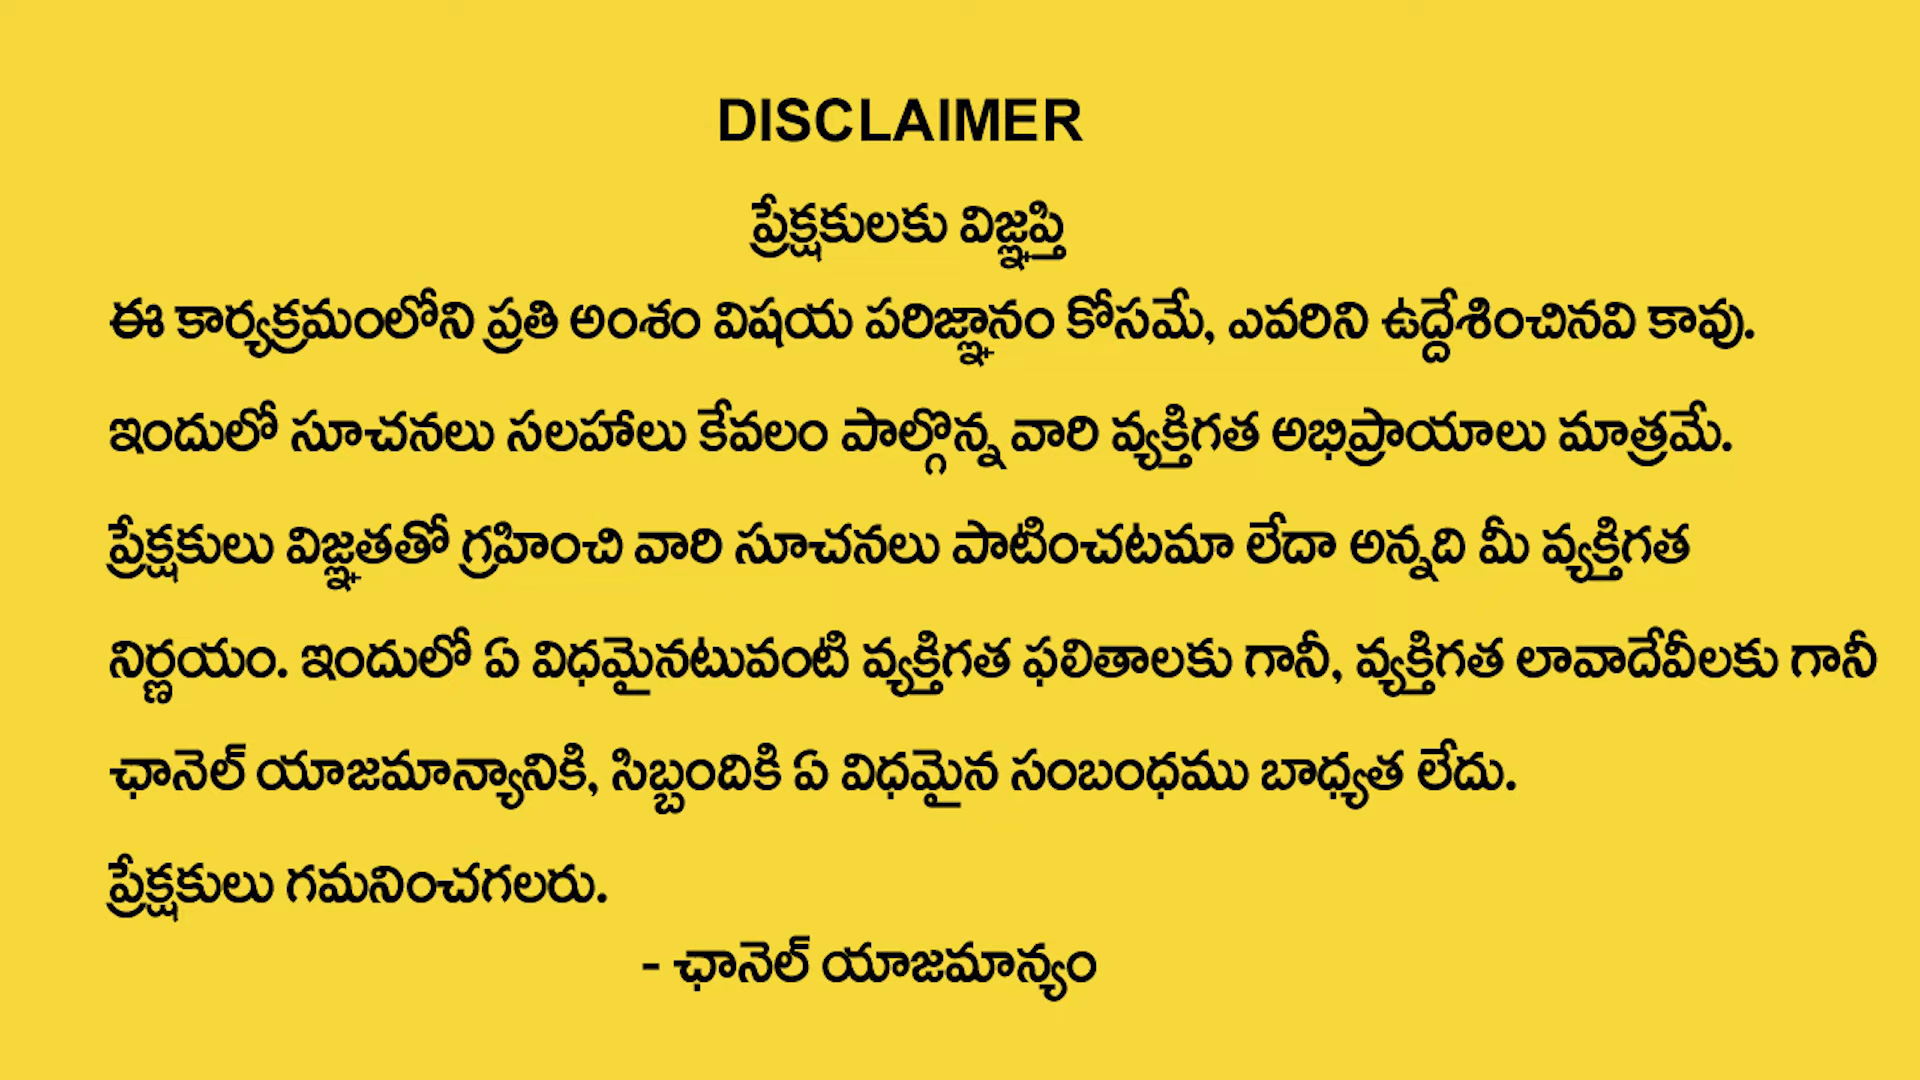 DISCLAIMER
ప్రేక్షకులకు విజ్ఞప్తి
ఈ కార్యక్రమంలోని ప్రతి అంశం విషయ పరిజ్ఞానం కోసమే, ఎవరిని ఉద్దేశించినవి కావు.
ఇందులో సూచనలు సలహాలు కేవలం పాల్గొన్న వారి వ్యక్తిగత అభిప్రాయాలు మాత్రమే.
ప్రేక్షకులు విజ్ఞతతో గ్రహించి వారి సూచనలు పాటించటమా లేదా అన్నది మీ వ్యక్తిగత
నిర్ణయం. ఇందులో ఏ విధమైనటువంటి వ్యక్తిగత ఫలితాలకు గానీ, వ్యక్తిగత లావాదేవీలకు గానీ
ఛానెల్ యాజమాన్యానికి, సిబ్బందికి ఏ విధమైన సంబంధము బాధ్యత లేదు.
ప్రేక్షకులు గమనించగలరు.
- ఛానెల్ యాజమాన్యం